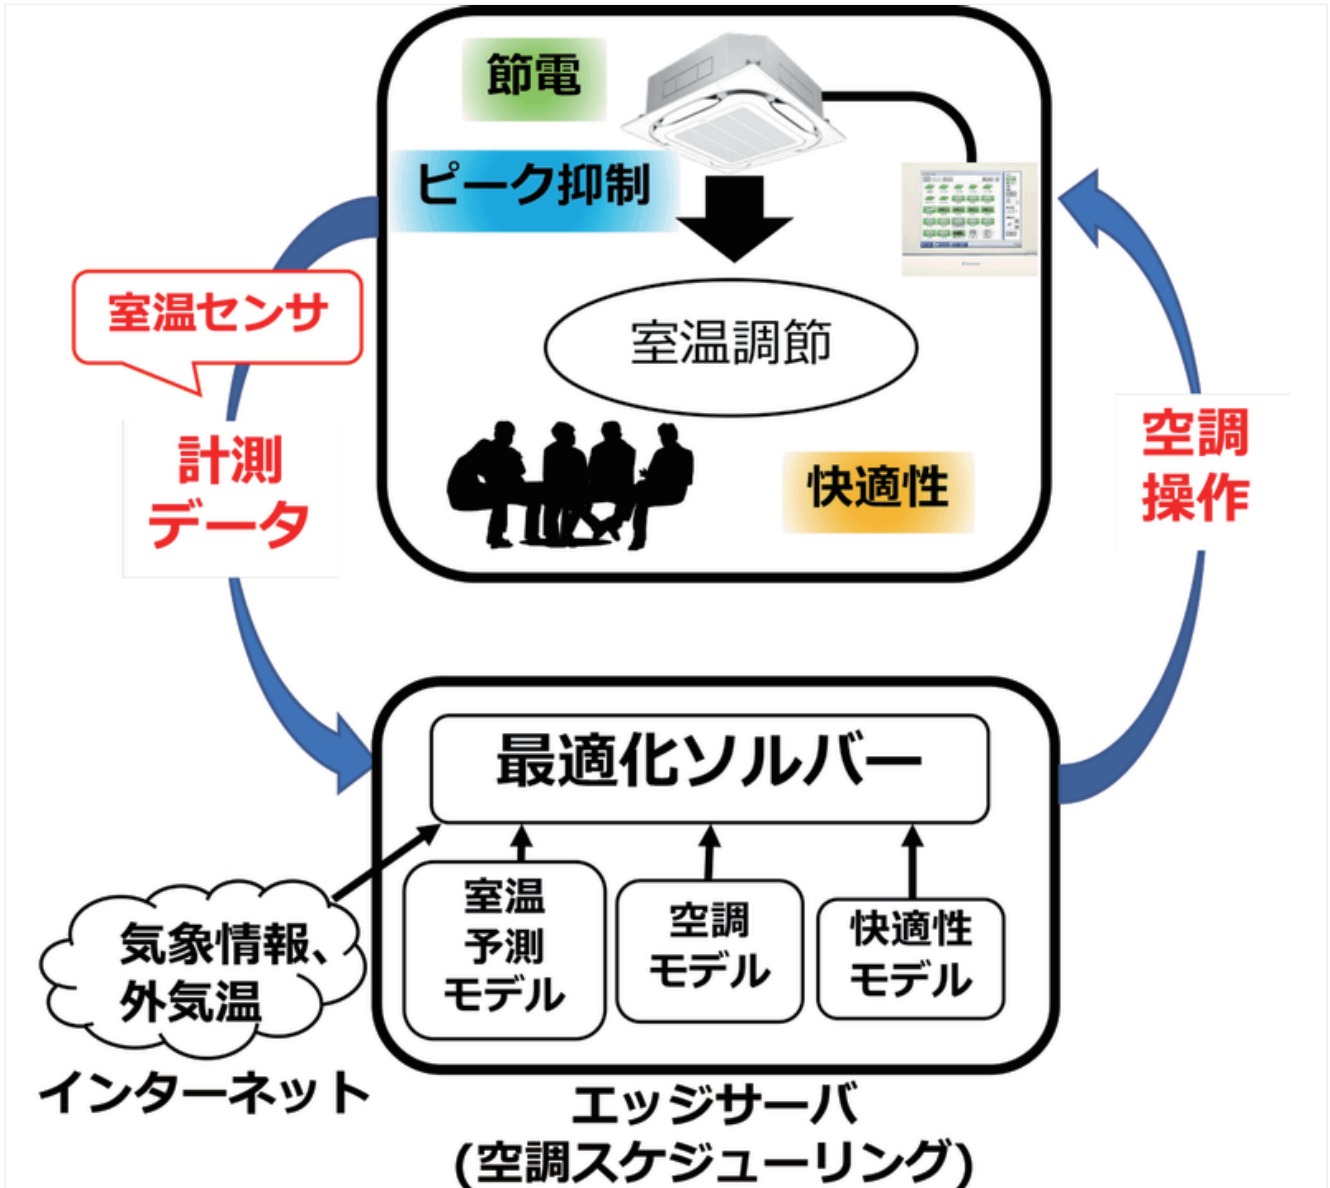 節電
ピーク抑制
室温調節
快適性
室温センサ
計測
データ
空調
操作
最適化ソルバー
室温
予測
モデル
空調
モデル
快適性
モデル
気象情報、
外気温
インターネット
エッジサーバ
(空調スケジューリング)